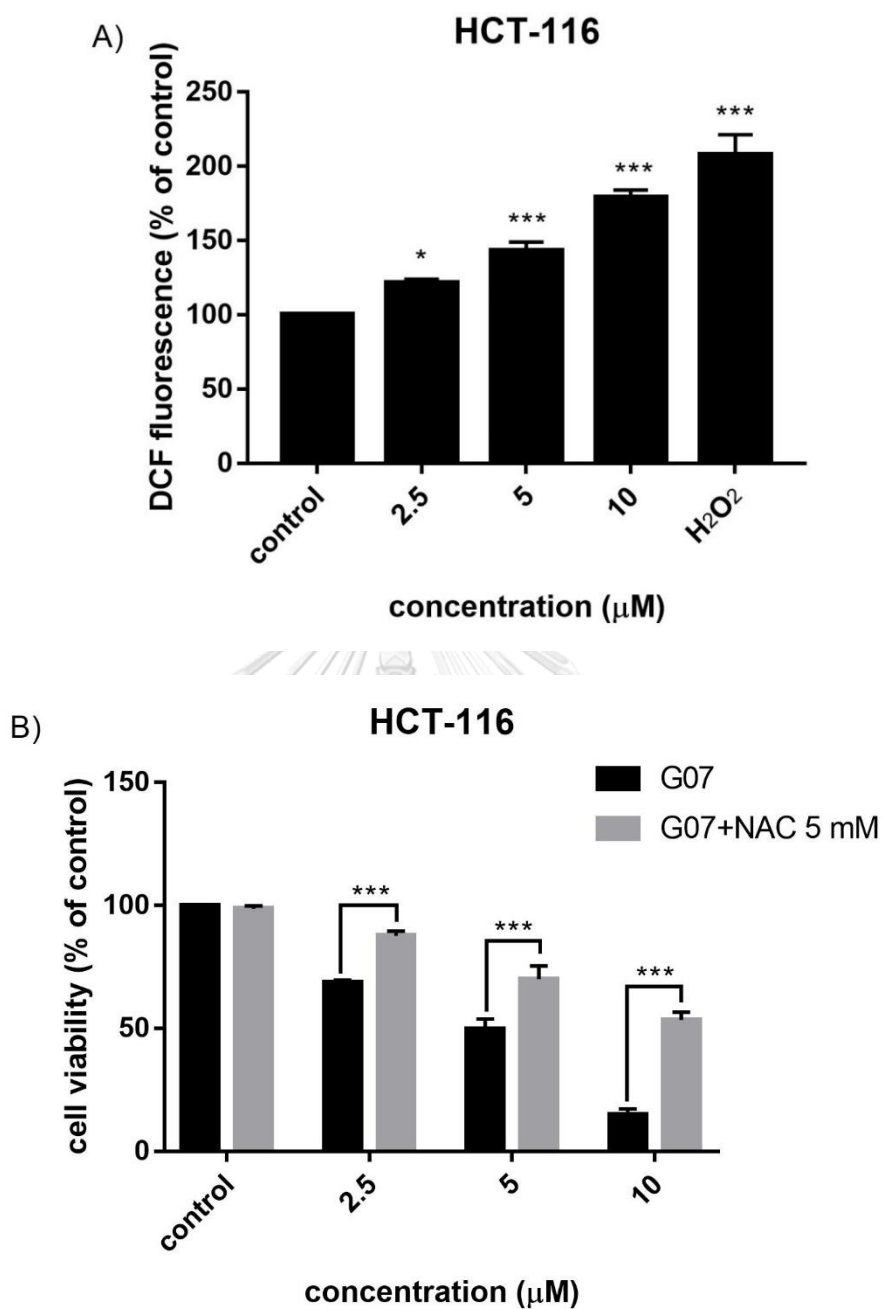 A)
HCT-116
DCF fluorescence (% of control)
250
200
150
100
50
0
*
***
***
***
control
2.5
5
10
H2O2
concentration (μM)
B)
HCT-116
G07
G07+NAC 5 mM
cell viability (% of control)
150
100
50
0
***
***
***
control
2.5
5
10
concentration (μM)